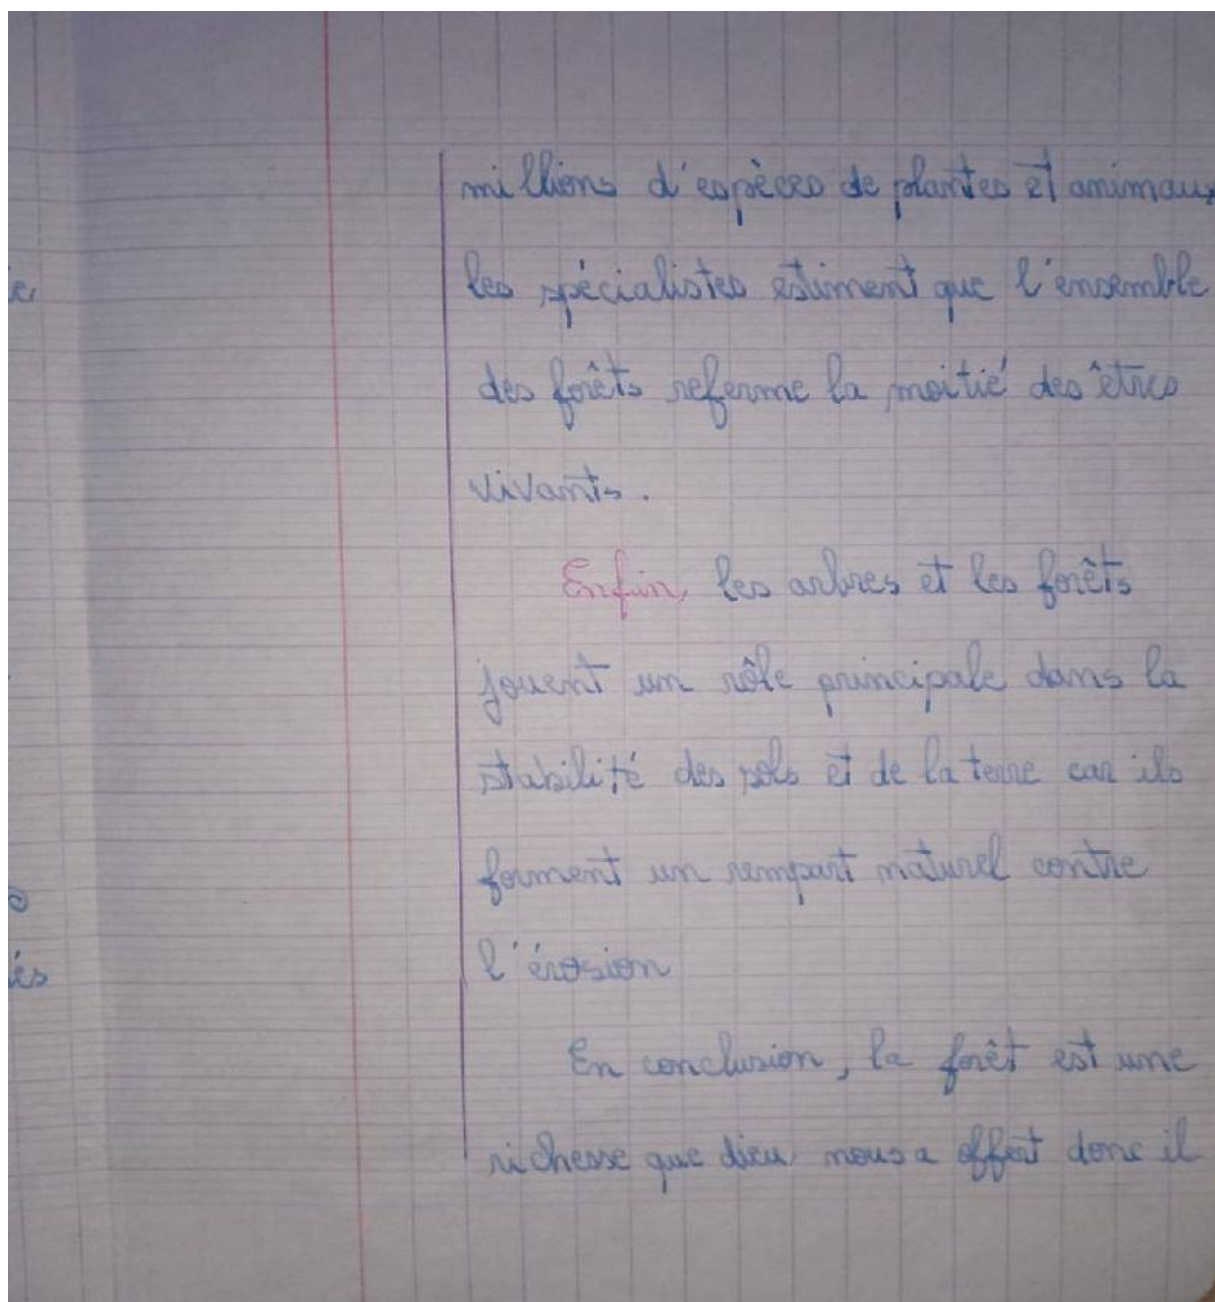 millions d'espèces de plantes et animaux
les spécialistes estiment que l'ensemble
des forêts referme la moitié des êtres
vivants.
Enfin, les arbres et les forêts
jouent un rôle principale dans la
stabilité des sols et de la terre car ils
forment un rempart naturel contre
l'érosion
En conclusion, la forêt est une
richesse que dieu nous a offert donc il